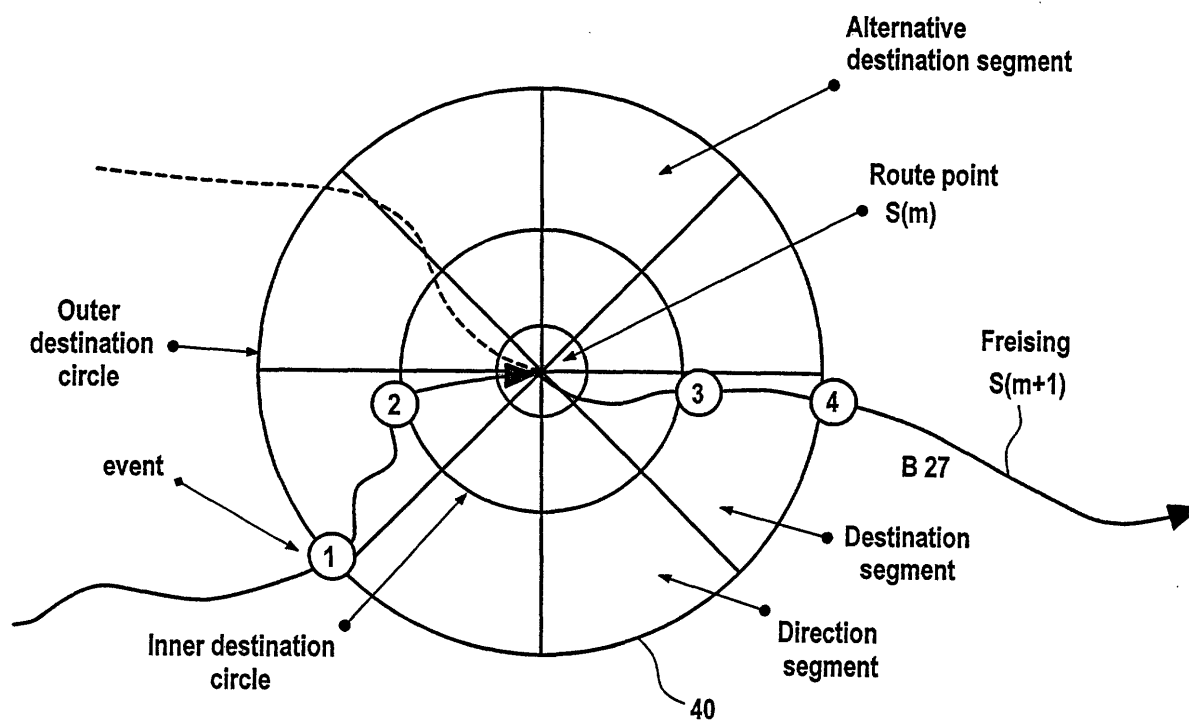 Alternative
destination segment
Route point
S(m)
Outer
destination
circle
Freising
S(m+1)
3
2
4
event
B 27
1
Destination
segment
Inner destination
circle
Direction
segment
40